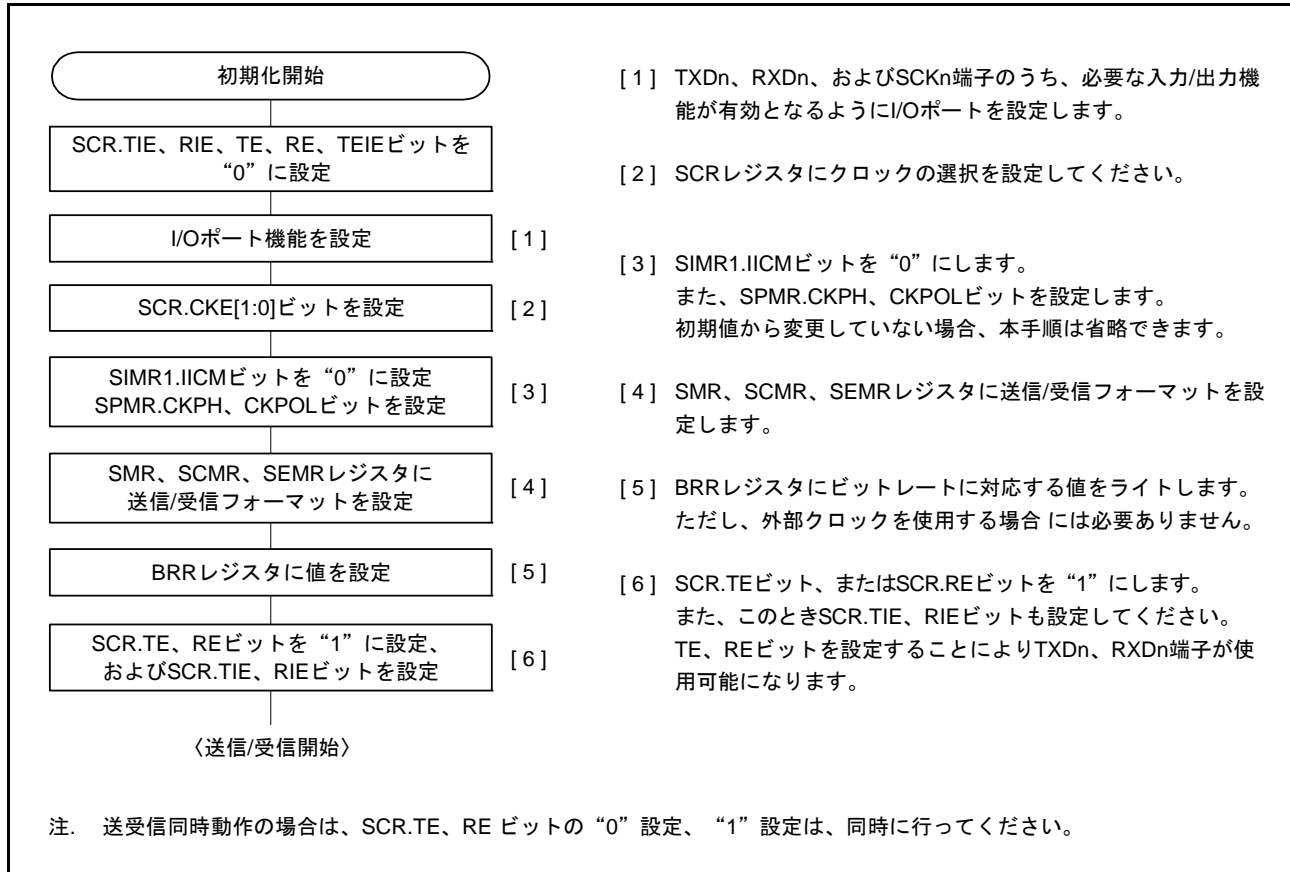 初期化開始
SCR.TIE、RIE、TE、RE、TEIEビットを
“0”に設定
I/Oポート機能を設定
[ 1 ]
SCR.CKE[1:0]ビットを設定
[ 2 ]
SIMR1.IICMビットを“0”に設定
SPMR.CKPH、CKPOLビットを設定
[ 3 ]
SMR、SCMR、SEMRレジスタに
送信/受信フォーマットを設定
[ 4 ]
BRRレジスタに値を設定
[ 5 ]
SCR.TE、REビットを“1”に設定、
およびSCR.TIE、RIEビットを設定
[ 6 ]
〈送信/受信開始〉
[ 1 ] TXDn、RXDn、およびSCKn端子のうち、必要な入力/出力機
能が有効となるようにI/Oポートを設定します。
[ 2 ] SCRレジスタにクロックの選択を設定してください。
[ 3 ] SIMR1.IICMビットを“0”にします。
また、SPMR.CKPH、CKPOLビットを設定します。
初期値から変更していない場合、本手順は省略できます。
[ 4 ] SMR、SCMR、SEMRレジスタに送信/受信フォーマットを設
定します。
[ 5 ] BRRレジスタにビットレートに対応する値をライトします。
ただし、外部クロックを使用する場合 には必要ありません。
[ 6 ] SCR.TEビット、またはSCR.REビットを“1”にします。
また、このときSCR.TIE、RIEビットも設定してください。
TE、REビットを設定することによりTXDn、RXDn端子が使
用可能になります。
注. 送受信同時動作の場合は、SCR.TE、RE ビットの“0”設定、“1”設定は、同時に行ってください。